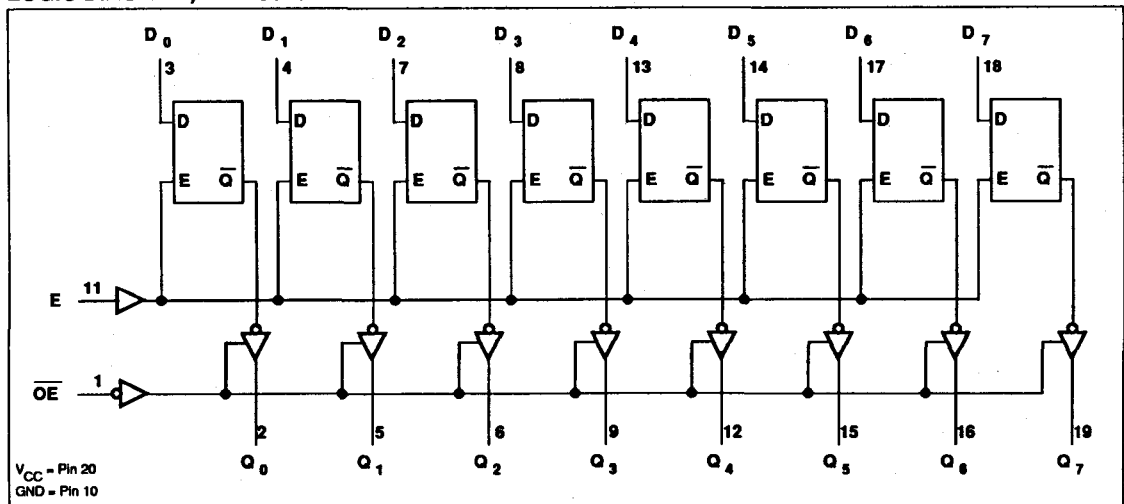 D0 D1 D2 D3 D4 D5 D6 D7
3 4 7 8 13 14 17 18
D D D D D D D D
E Q̅ E Q̅ E Q̅ E Q̅ E Q̅ E Q̅ E Q̅ E Q̅
E 11
O̅E̅ 1
2 5 6 9 12 15 16 19
Q0 Q1 Q2 Q3 Q4 Q5 Q6 Q7
VCC = Pin 20
GND = Pin 10